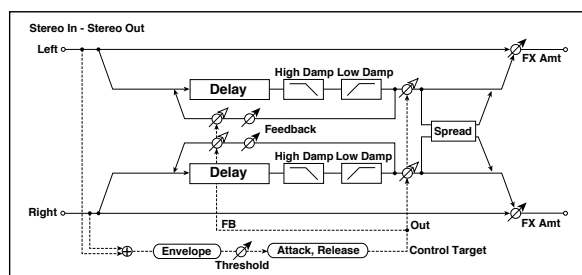 Stereo In - Stereo Out
Left
FX Amt
High Damp Low Damp
Delay
Feedback
Spread
High Damp Low Damp
Delay
Right
FB
Out
FX Amt
Envelope
Threshold
Attack, Release
Control Target